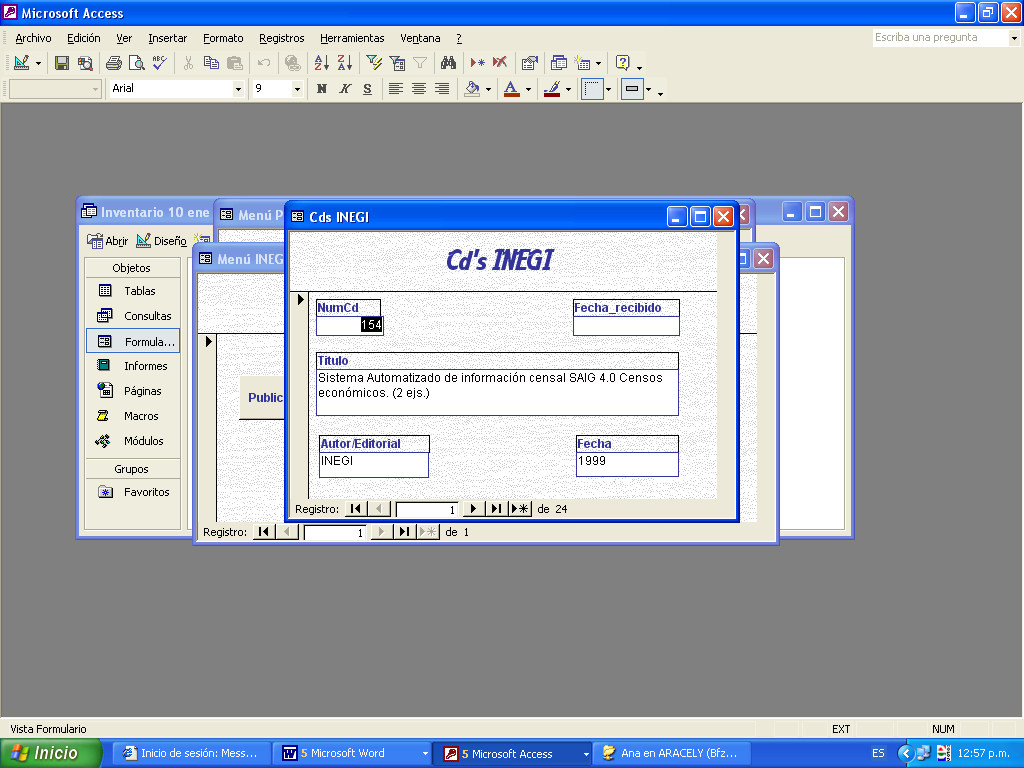 Microsoft Access
Archivo Edición Ver Insertar Formato Registros Herramientas Ventana ?
Escriba una pregunta
Arial 9 N K S
Inventario 10 ene
Menú P
Cds INEGI
Abrir Diseño
Menú INEG
Cd's INEGI
Objetos
Tablas
Consultas
Formula...
Informes
Páginas
Macros
Módulos
Grupos
Favoritos
Public
NumCd
154
Fecha_recibido
Titulo
Sistema Automatizado de información censal SAIG 4.0 Censos
económicos. (2 ejs.)
Autor/Editorial
INEGI
Fecha
1999
Registro: 1 de 24
Registro: 1 de 1
Vista Formulario
EXT NUM
Inicio
Inicio de sesión: Mess...
5 Microsoft Word
5 Microsoft Access
Ana en ARACELY (Bfz...
ES
12:57 p.m.